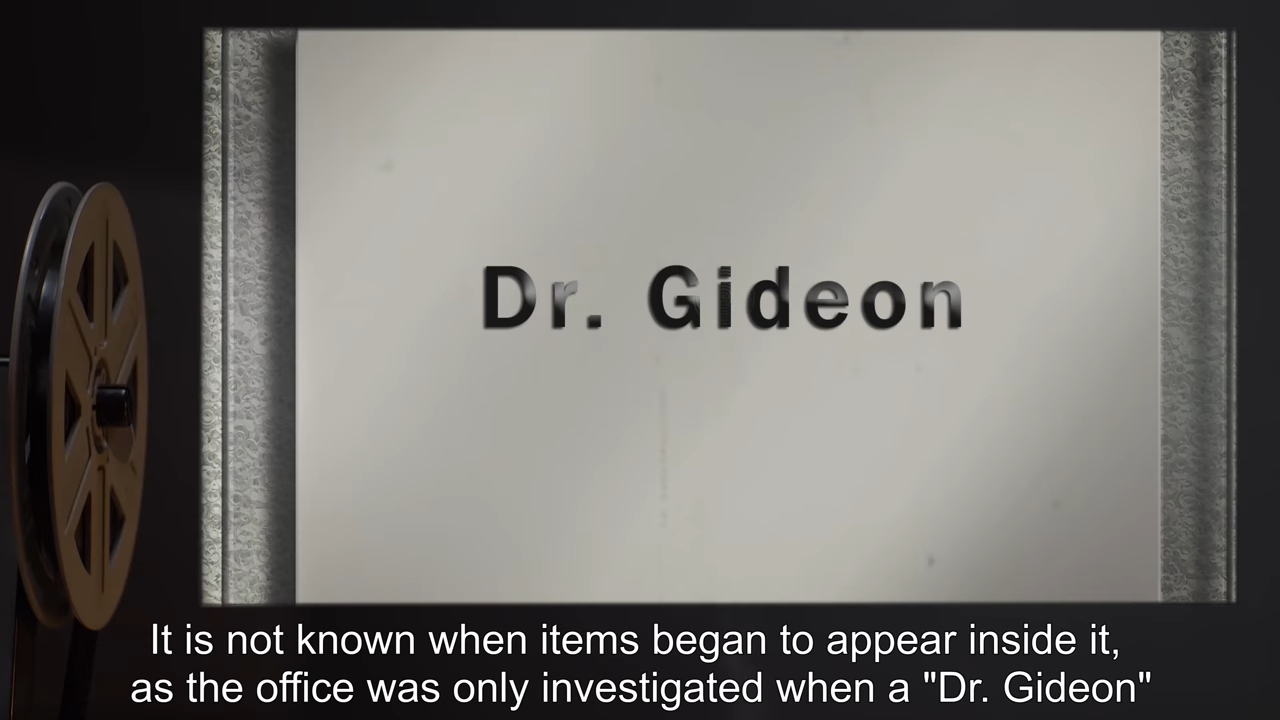 Dr. Gideon
It is not known when items began to appear inside it,
as the office was only investigated when a "Dr. Gideon"